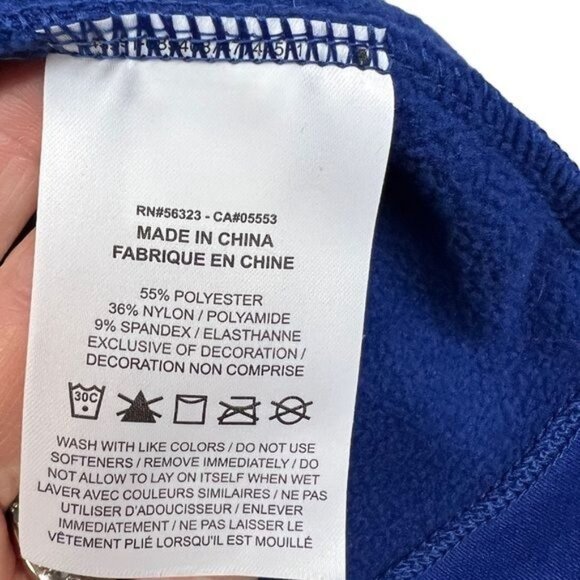 RN#56323 - CA#05553
MADE IN CHINA
FABRIQUE EN CHINE
55% POLYESTER
36% NYLON / POLYAMIDE
9% SPANDEX / ELASTHANNE
EXCLUSIVE OF DECORATION /
DECORATION NON COMPRISE
30C
WASH WITH LIKE COLORS / DO NOT USE
SOFTENERS / REMOVE IMMEDIATELY / DO
NOT ALLOW TO LAY ON ITSELF WHEN WET
LAVER AVEC COULEURS SIMILAIRES / NE PAS
UTILISER D'ADOUCISSEUR / ENLEVER
IMMEDIATEMENT / NE PAS LAISSER LE
VÊTEMENT PLIÉ LORSQU'IL EST MOUILLÉ